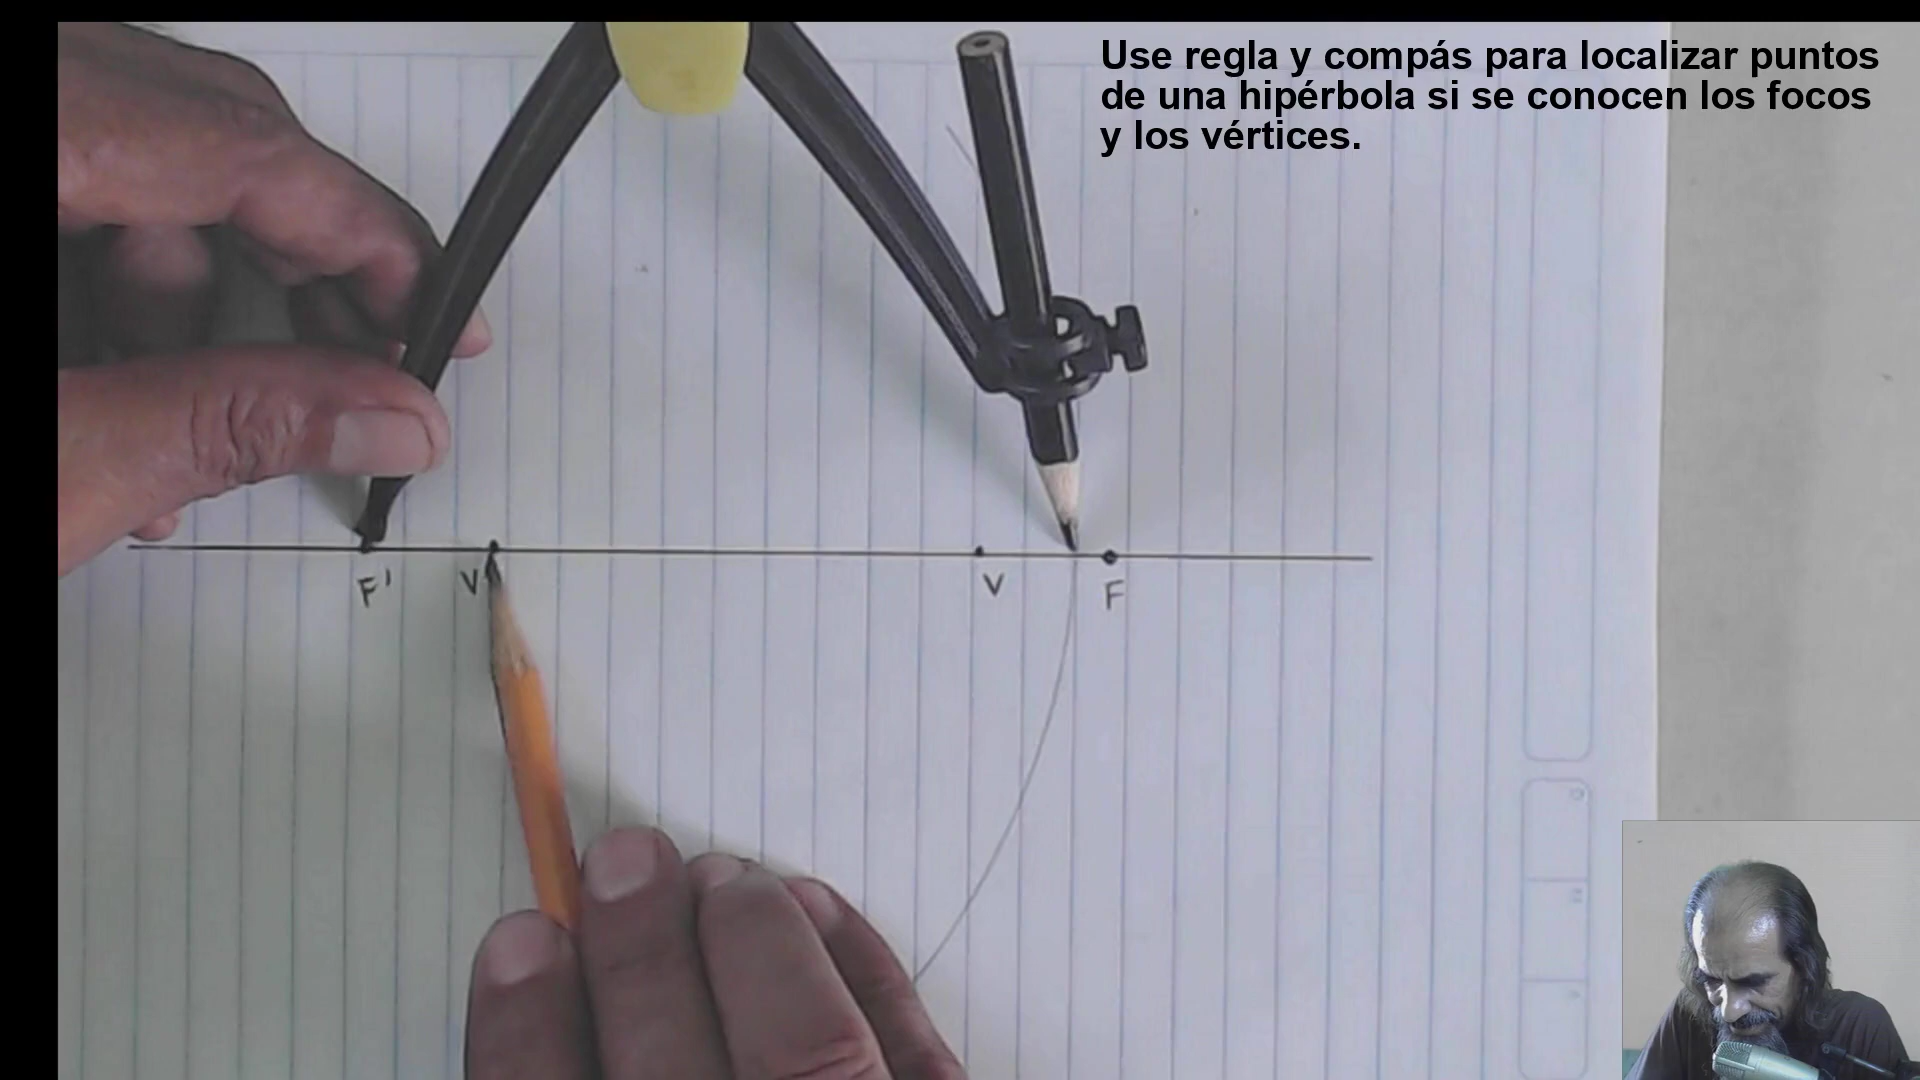 Use regla y compás para localizar puntos
de una hipérbola si se conocen los focos
y los vértices.
F' V V F